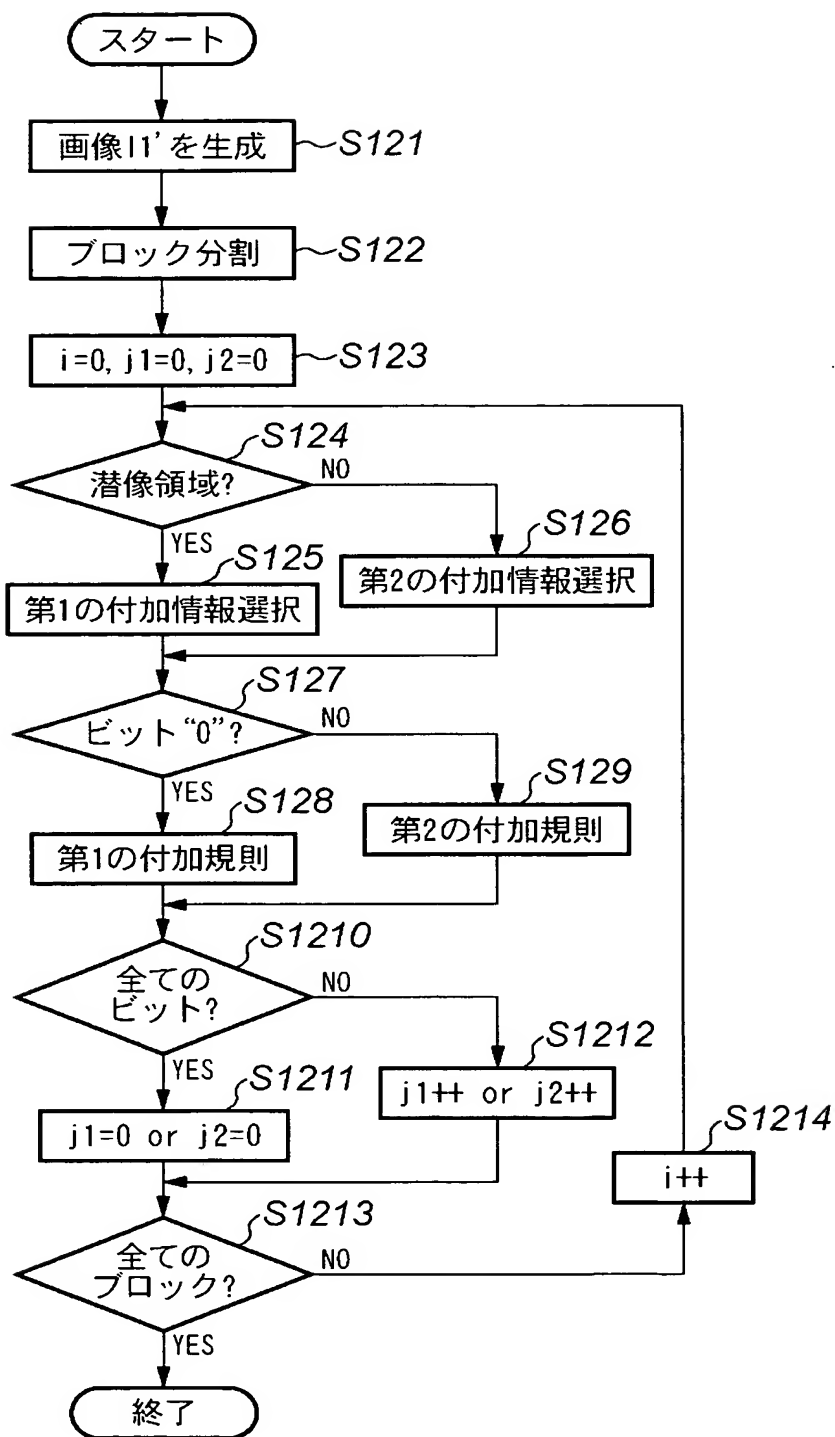 スタート
画像I1'を生成
S121
ブロック分割
S122
i=0, j1=0, j2=0
S123
S124
潜像領域?
NO
YES
S125
S126
第1の付加情報選択
第2の付加情報選択
S127
ビット“0”?
NO
YES
S128
S129
第1の付加規則
第2の付加規則
S1210
全ての
ビット?
NO
YES
S1211
S1212
j1=0 or j2=0
j1++ or j2++
S1214
i++
S1213
全ての
ブロック?
NO
YES
終了